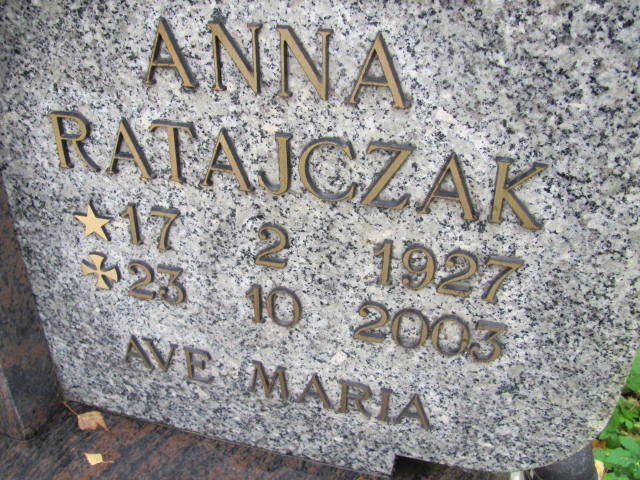 ANNA
RATAJCZAK
17 2 1927
23 10 2003
AVE MARIA